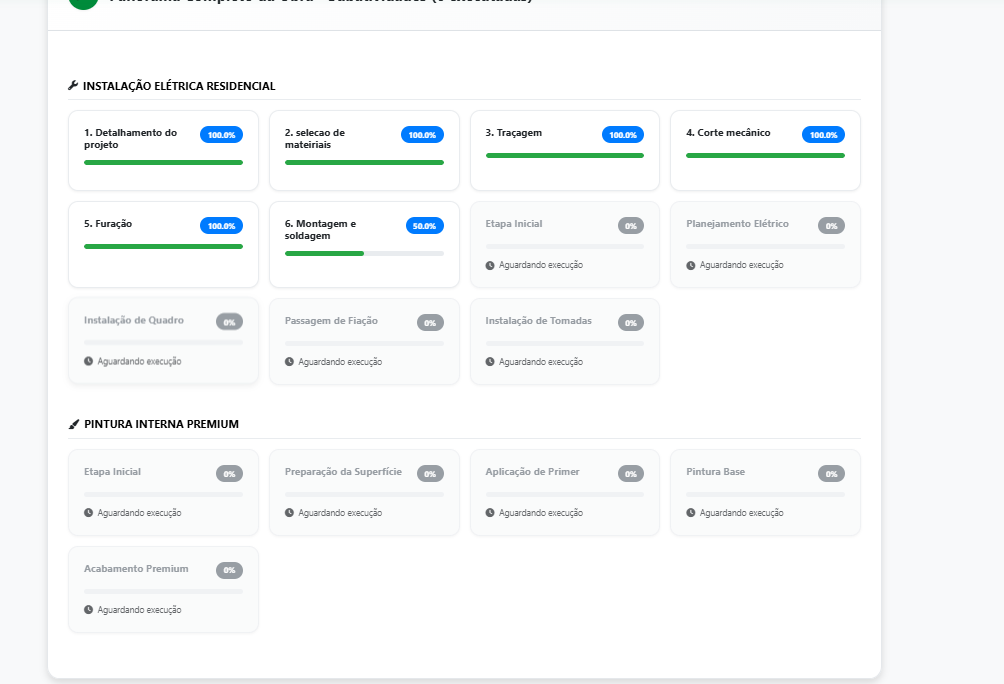 INSTALAÇÃO ELÉTRICA RESIDENCIAL
1. Detalhamento do
projeto
100.0%
2. selecao de
mateiriais
100.0%
3. Traçagem
100.0%
4. Corte mecânico
100.0%
5. Furação
100.0%
6. Montagem e
soldagem
50.0%
Etapa Inicial
0%
Aguardando execução
Planejamento Elétrico
0%
Aguardando execução
Instalação de Quadro
0%
Aguardando execução
Passagem de Fiação
0%
Aguardando execução
Instalação de Tomadas
0%
Aguardando execução
PINTURA INTERNA PREMIUM
Etapa Inicial
0%
Aguardando execução
Preparação da Superfície
0%
Aguardando execução
Aplicação de Primer
0%
Aguardando execução
Pintura Base
0%
Aguardando execução
Acabamento Premium
0%
Aguardando execução